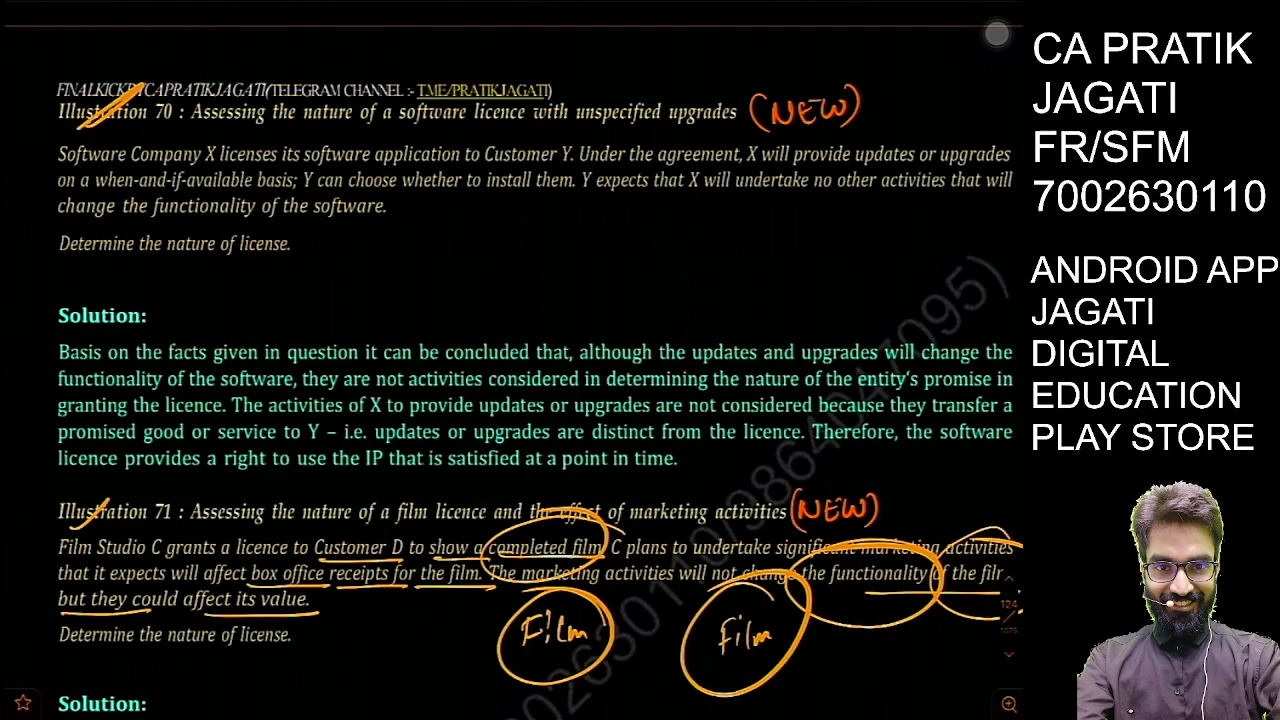 FINALKICKBYCAPRATIKJAGATI(TELEGRAM CHANNEL :- T.ME/PRATIKJAGATI)
Illustration 70 : Assessing the nature of a software licence with unspecified upgrades (NEW)
Software Company X licenses its software application to Customer Y. Under the agreement, X will provide updates or upgrades
on a when-and-if-available basis; Y can choose whether to install them. Y expects that X will undertake no other activities that will
change the functionality of the software.
Determine the nature of license.
Solution:
Basis on the facts given in question it can be concluded that, although the updates and upgrades will change the
functionality of the software, they are not activities considered in determining the nature of the entity's promise in
granting the licence. The activities of X to provide updates or upgrades are not considered because they transfer a
promised good or service to Y – i.e. updates or upgrades are distinct from the licence. Therefore, the software
licence provides a right to use the IP that is satisfied at a point in time.
Illustration 71 : Assessing the nature of a film licence and the effect of marketing activities (NEW)
Film Studio C grants a licence to Customer D to show a completed film. C plans to undertake significant marketing activities
that it expects will affect box office receipts for the film. The marketing activities will not change the functionality of the film
but they could affect its value.
Film Film
Determine the nature of license.
Solution:
124
7002630110/9864047095)
CA PRATIK
JAGATI
FR/SFM
7002630110
ANDROID APP
JAGATI
DIGITAL
EDUCATION
PLAY STORE